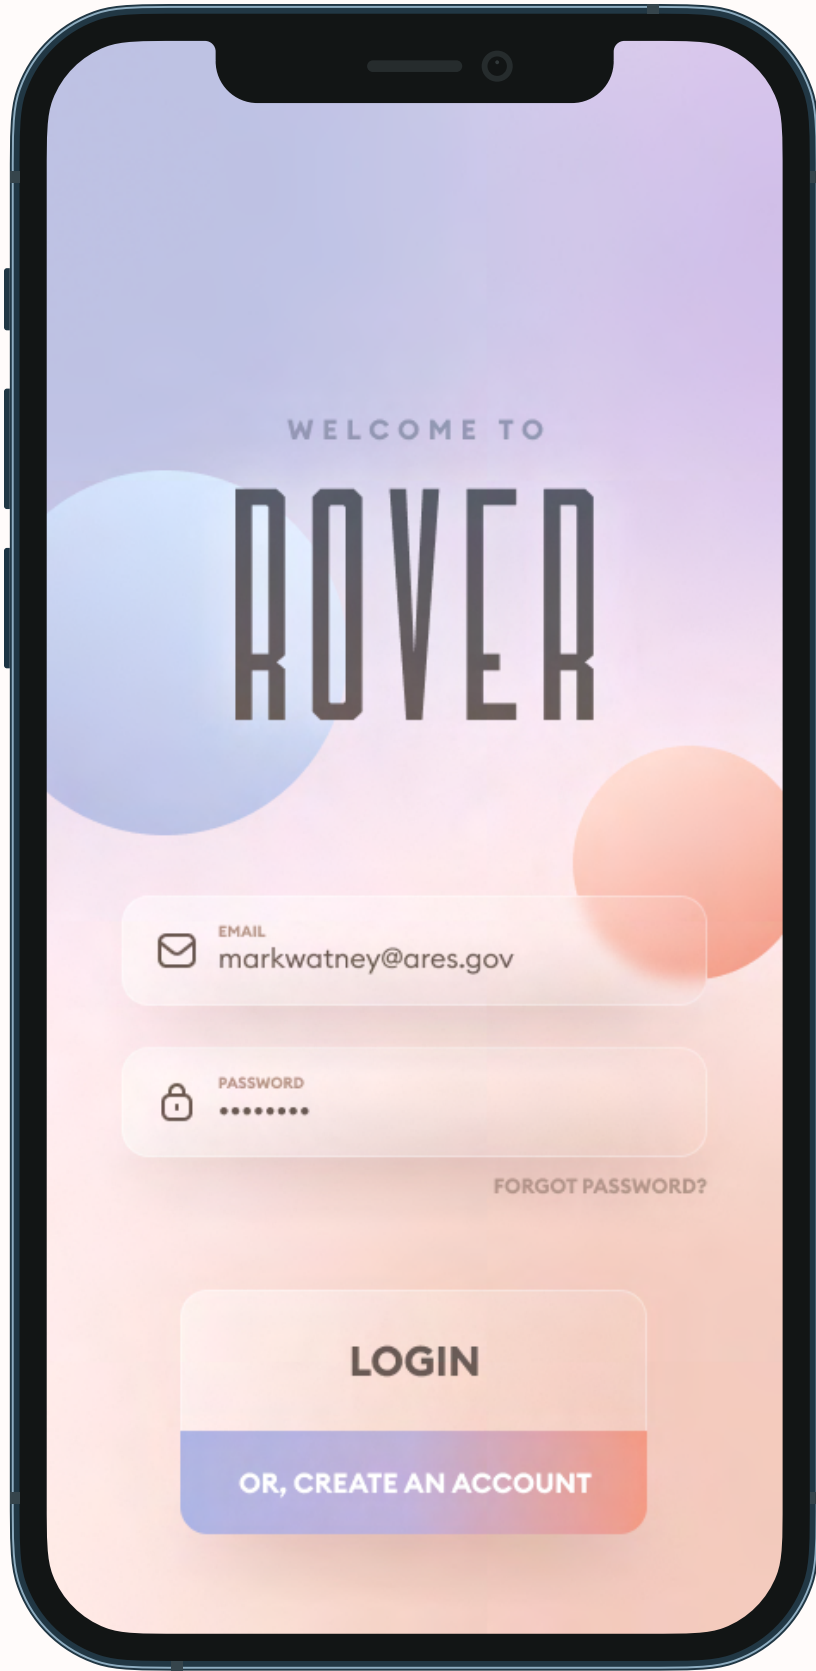 WELCOME TO
ROVER
EMAIL
markwatney@ares.gov
PASSWORD
••••••••
FORGOT PASSWORD?
LOGIN
OR, CREATE AN ACCOUNT